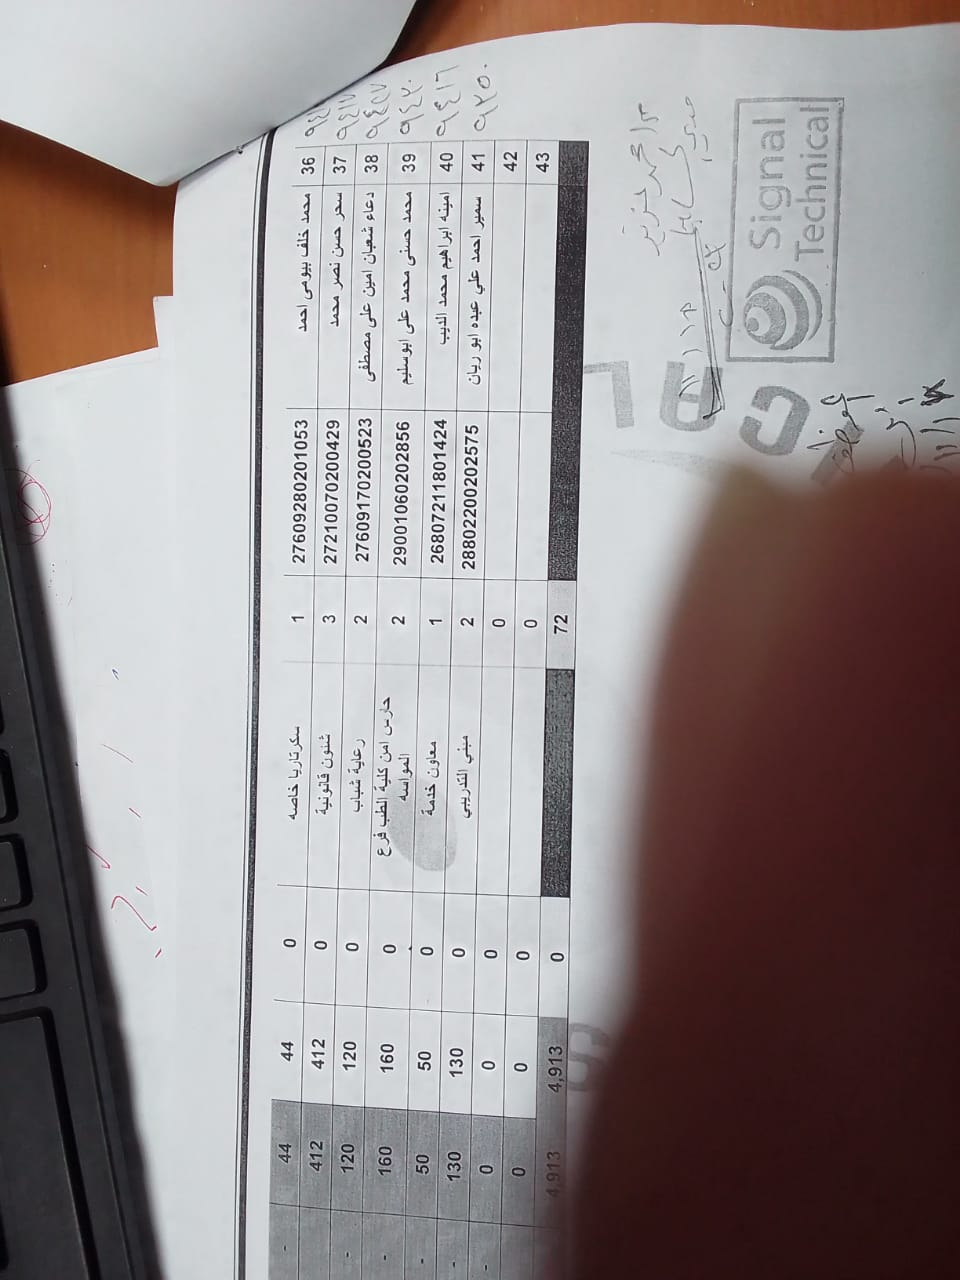 36 محمد خلف بيومى احمد 27609280201053 1 سكرتاريا خاصه 0 44 44 -
37 سحر حسن نصر محمد 27210070200429 3 شئون قانونية 0 412 412
38 دعاء شعبان امين على مصطفى 27609170200523 2 رعاية شباب 0 120 120 -
39 محمد حسنى محمد على ابوسليم 29001060202856 2 حارس امن كلية الطب فرع المواسه 0 160 160 -
40 امينه ابراهيم محمد الديب 26807211801424 1 معاون خدمة 0 50 50 -
41 سمير احمد علي عبده ابو ريان 28802200202575 2 مبني التدريبي 0 130 130 -
42 0 0 0 0 -
43 0 0 0 0
72 0 4,913 4,913
٩٤٢٠
٩٤١٦
٩٢٥٠
CAL
Signal
Technical